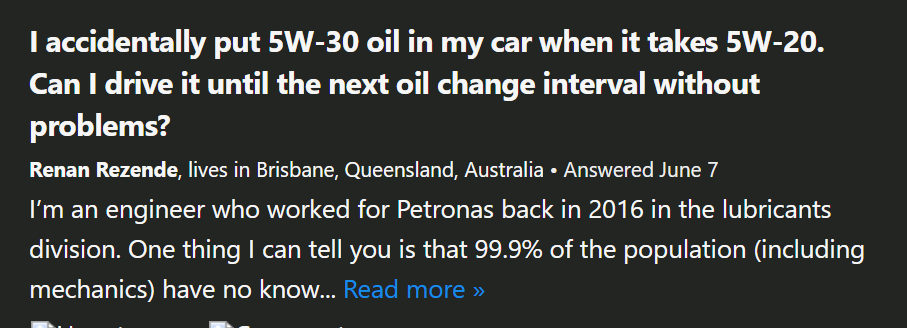 I accidentally put 5W-30 oil in my car when it takes 5W-20.
Can I drive it until the next oil change interval without
problems?
Renan Rezende, lives in Brisbane, Queensland, Australia • Answered June 7
I’m an engineer who worked for Petronas back in 2016 in the lubricants
division. One thing I can tell you is that 99.9% of the population (including
mechanics) have no know... Read more »